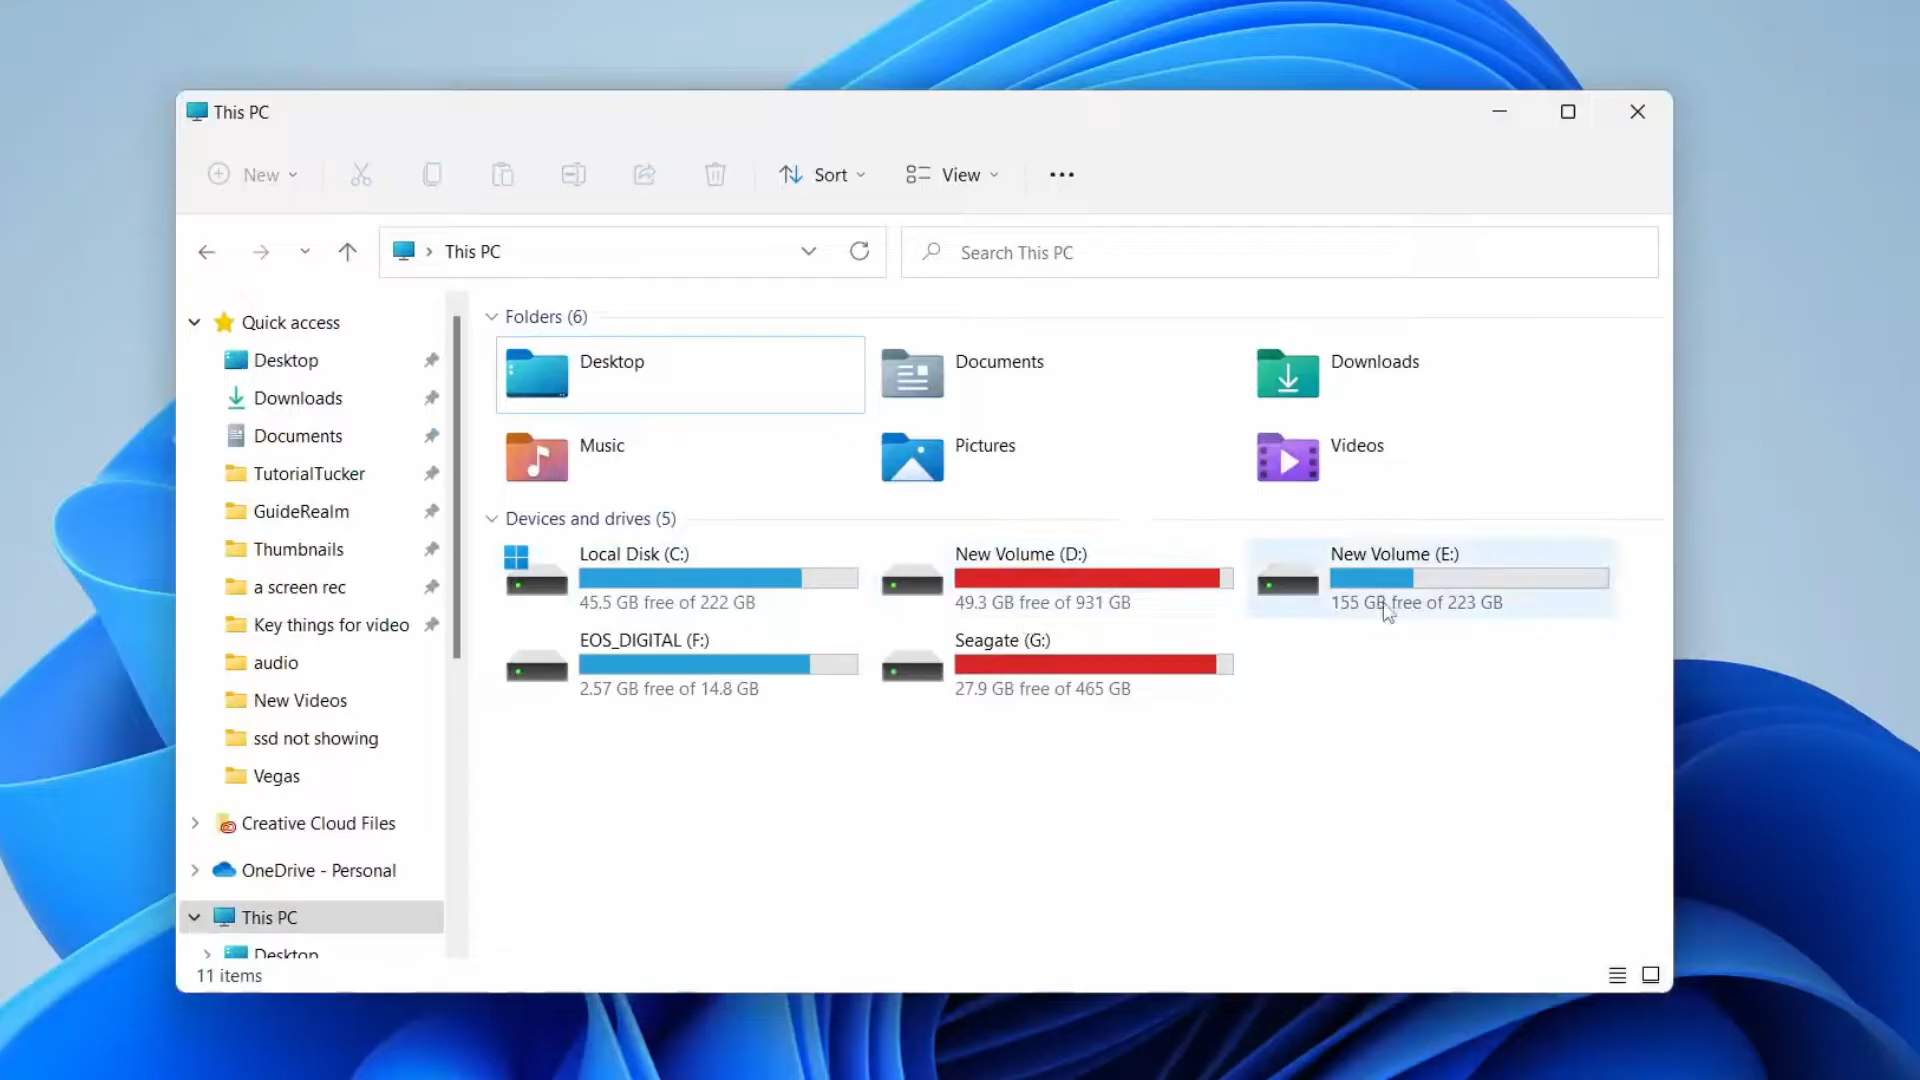 This PC
New
Sort
View
This PC
Search This PC
Quick access
Desktop
Downloads
Documents
TutorialTucker
GuideRealm
Thumbnails
a screen rec
Key things for video
audio
New Videos
ssd not showing
Vegas
Creative Cloud Files
OneDrive - Personal
This PC
Desktop
11 items
Folders (6)
Desktop
Documents
Downloads
Music
Pictures
Videos
Devices and drives (5)
Local Disk (C:)
45.5 GB free of 222 GB
New Volume (D:)
49.3 GB free of 931 GB
New Volume (E:)
155 GB free of 223 GB
EOS_DIGITAL (F:)
2.57 GB free of 14.8 GB
Seagate (G:)
27.9 GB free of 465 GB